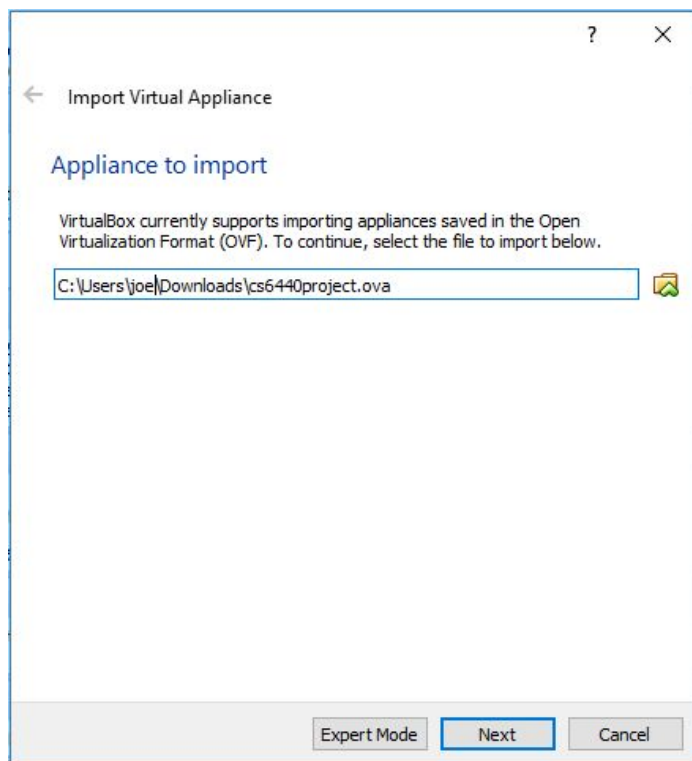 ?
Import Virtual Appliance
Appliance to import
VirtualBox currently supports importing appliances saved in the Open
Virtualization Format (OVF). To continue, select the file to import below.
C:\Users\joe\Downloads\cs6440project.ova
Expert Mode Next Cancel